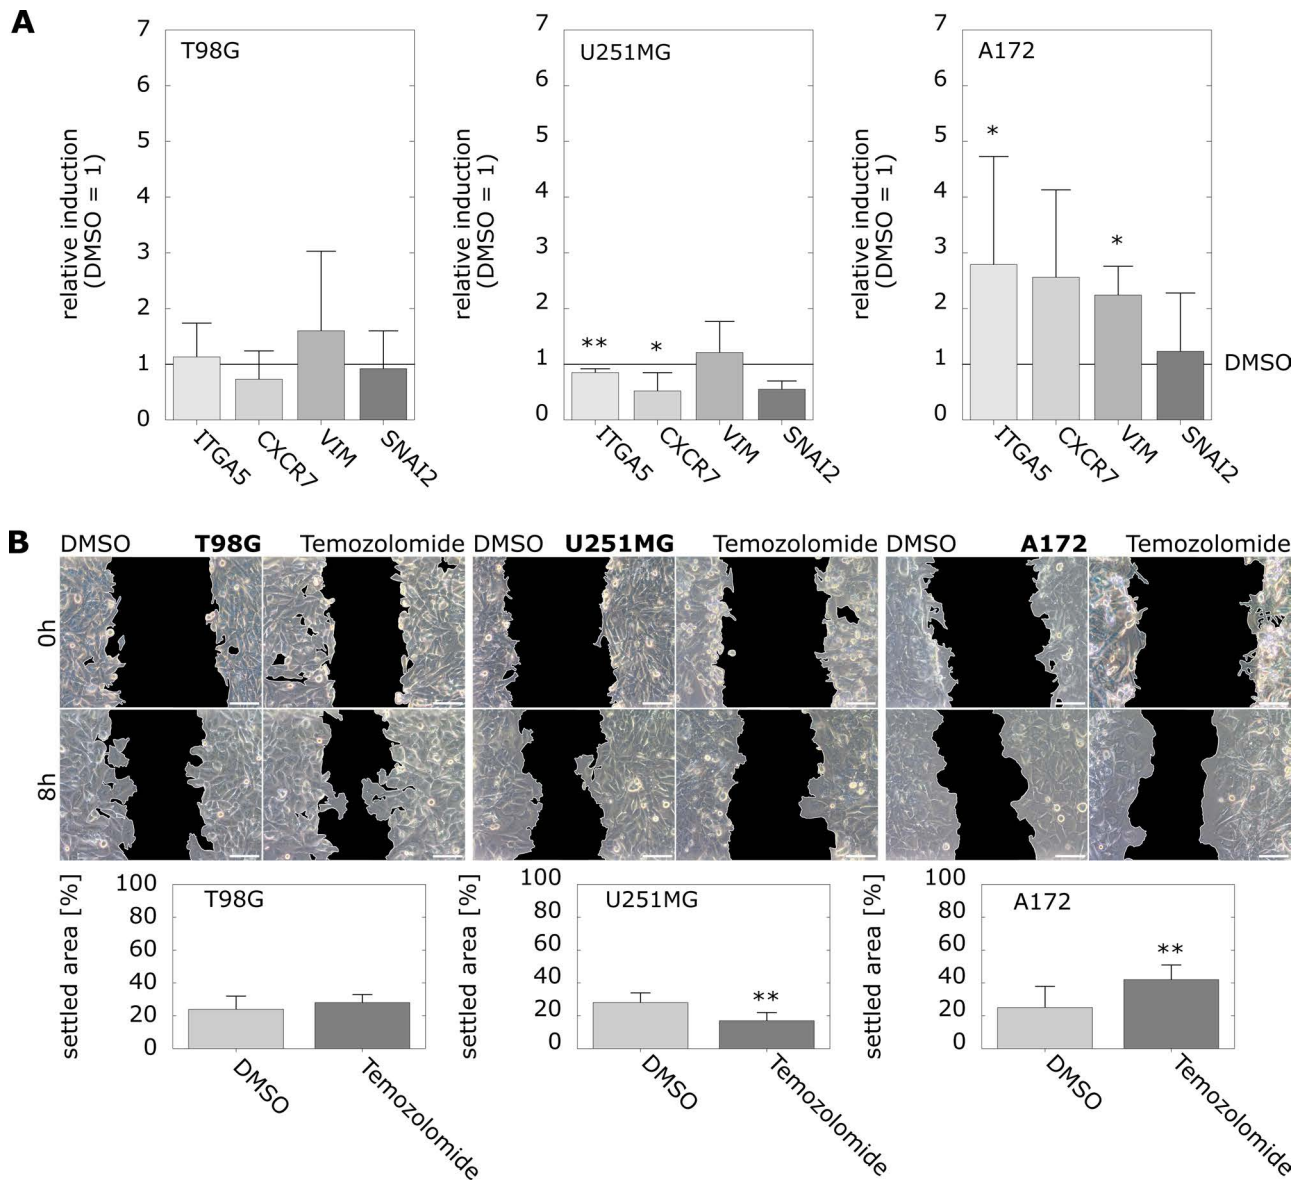 A
T98G
7
6
5
4
3
2
1
0
relative induction
(DMSO = 1)
ITGA5
CXCR7
VIM
SNAI2
U251MG
7
6
5
4
3
2
1
0
relative induction
(DMSO = 1)
**
*
ITGA5
CXCR7
VIM
SNAI2
A172
7
6
5
4
3
2
1
0
relative induction
(DMSO = 1)
*
*
DMSO
ITGA5
CXCR7
VIM
SNAI2
B
DMSO T98G Temozolomide
DMSO U251MG Temozolomide
DMSO A172 Temozolomide
0h
8h
T98G
100
80
60
40
20
0
settled area [%]
DMSO
Temozolomide
U251MG
100
80
60
40
20
0
settled area [%]
**
DMSO
Temozolomide
A172
100
80
60
40
20
0
settled area [%]
**
DMSO
Temozolomide